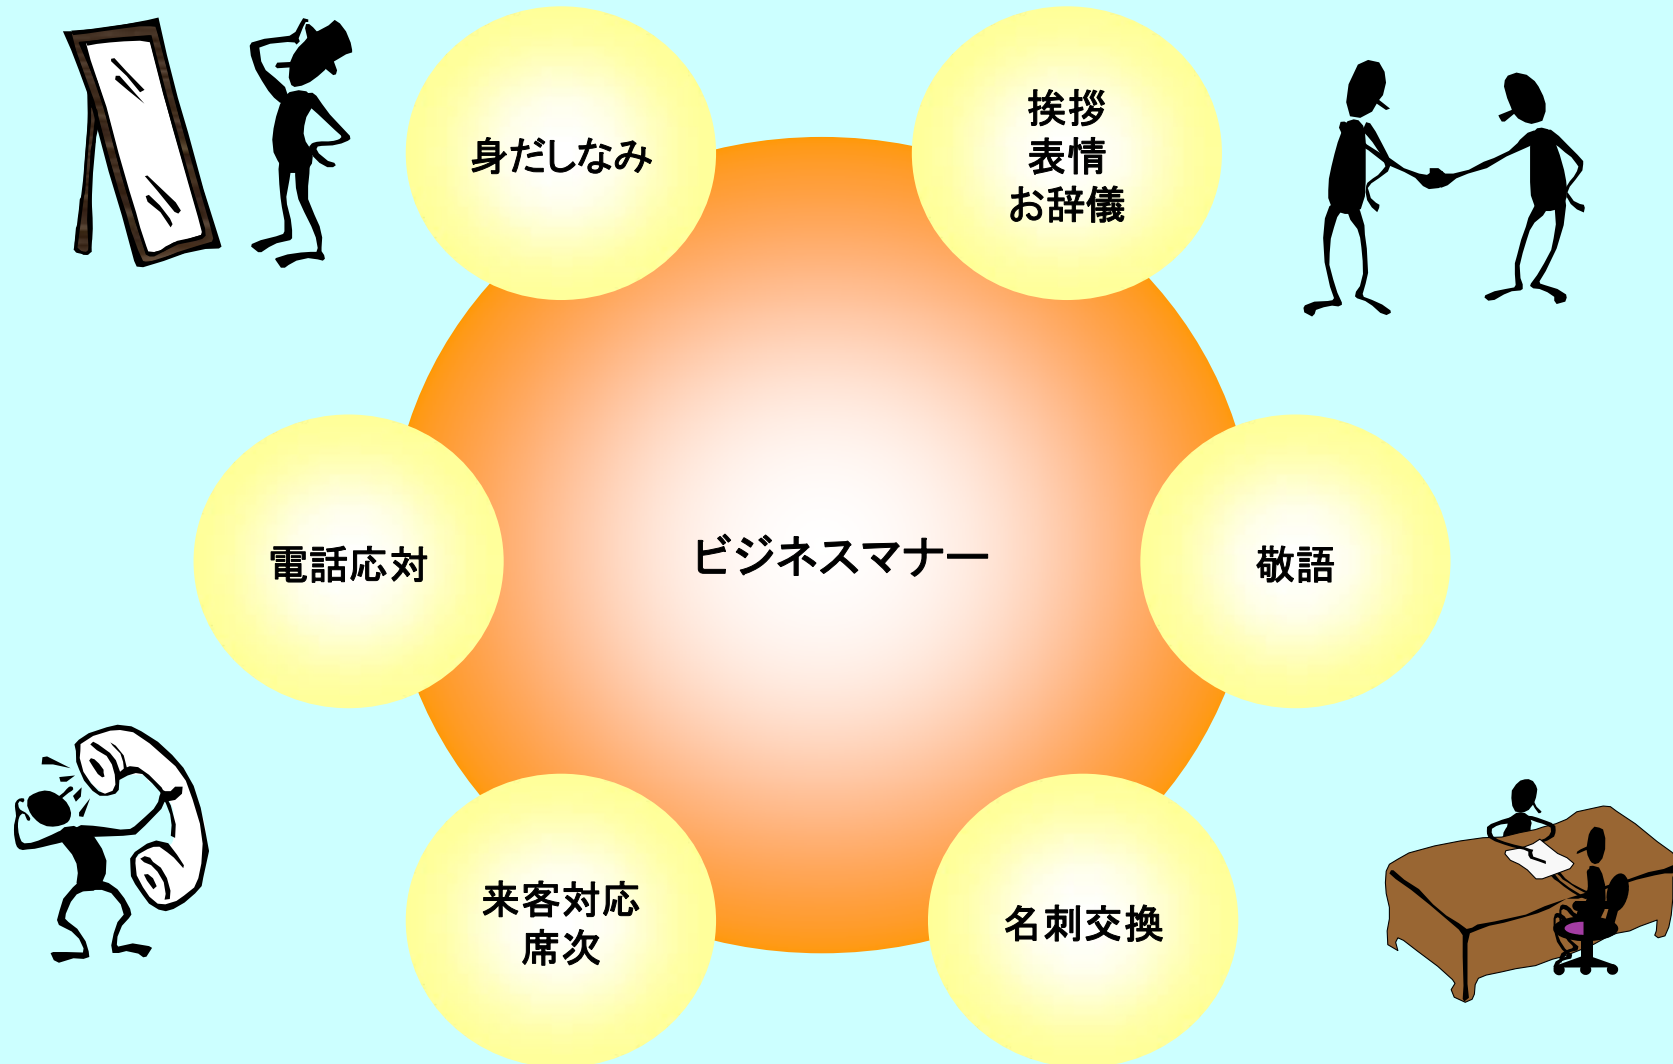 身だしなみ
挨拶
表情
お辞儀
電話応対
ビジネスマナー
敬語
来客対応
席次
名刺交換